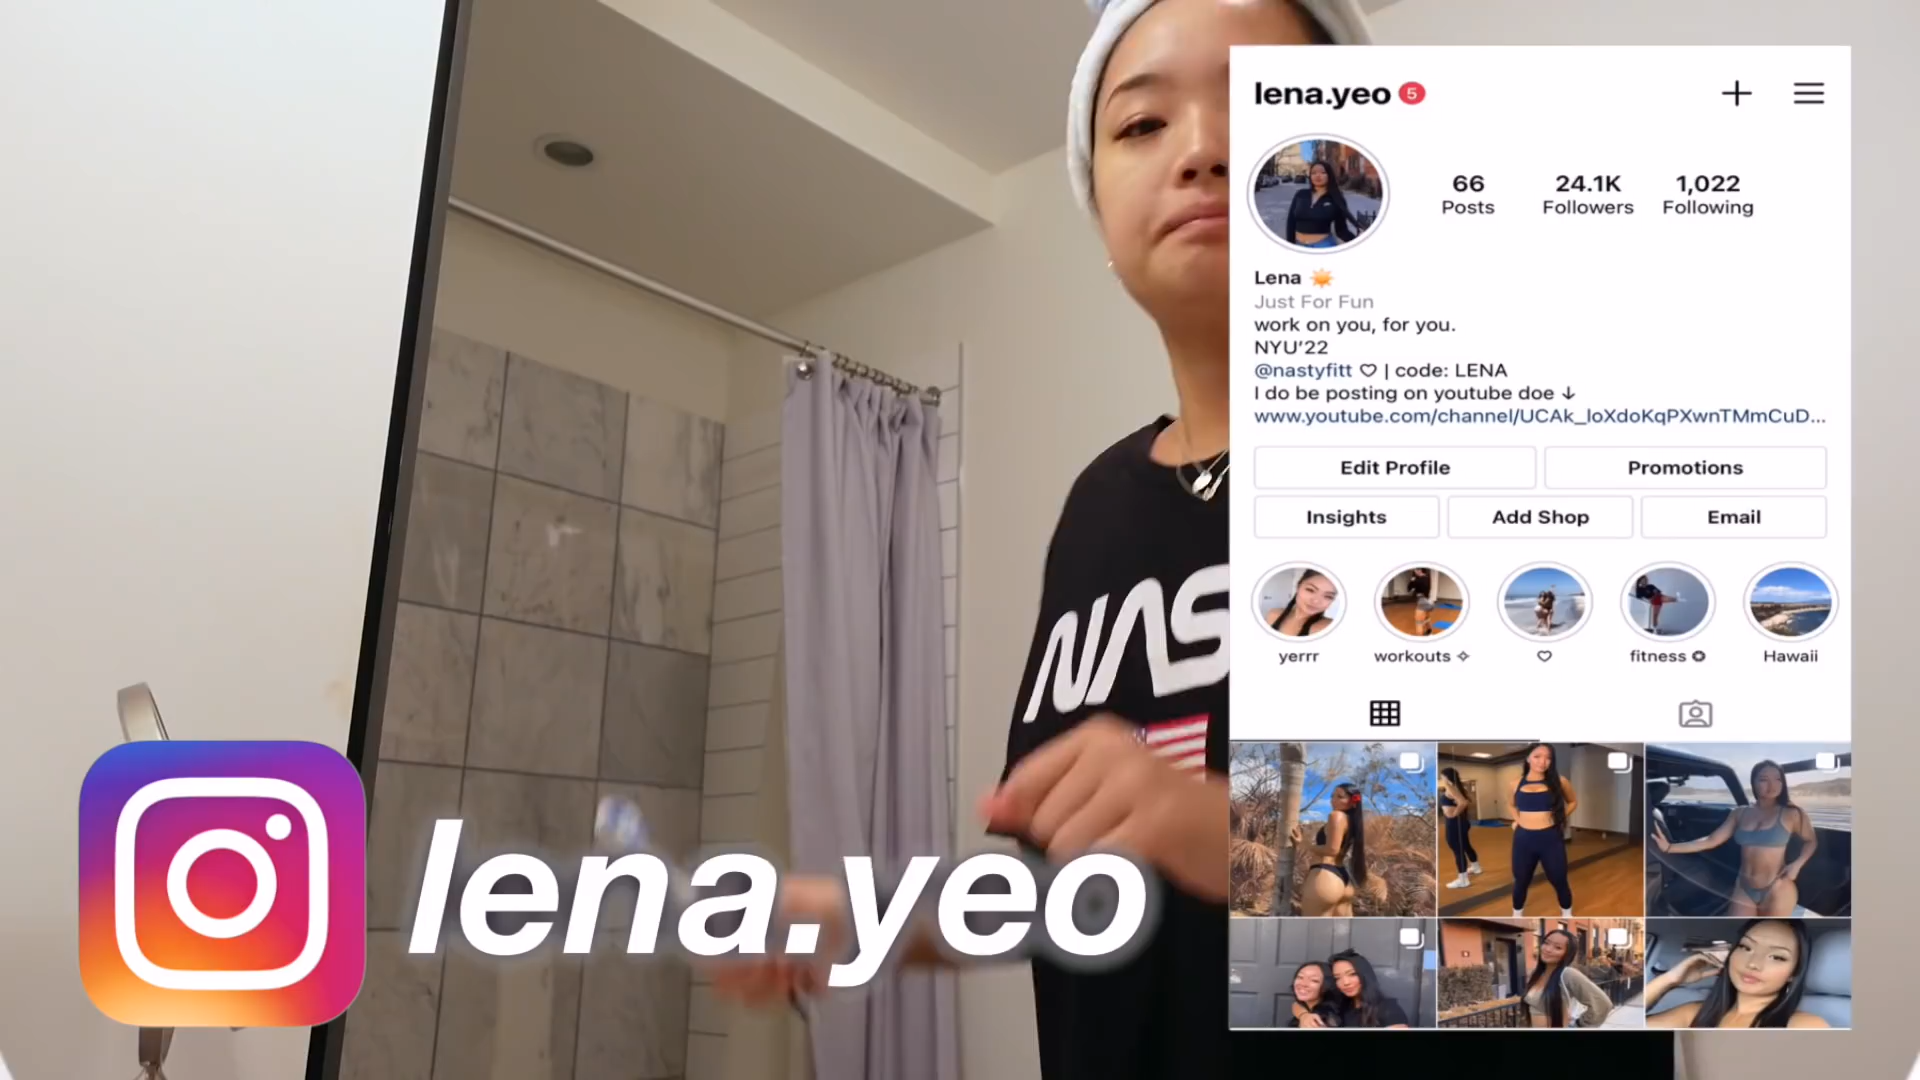 lena.yeo 5
66 24.1K 1,022
Posts Followers Following
Lena
Just For Fun
work on you, for you.
NYU'22
@nastyfitt ♡ | code: LENA
I do be posting on youtube doe ↓
www.youtube.com/channel/UCAk_loXdoKqPXwnTMmCuD...
Edit Profile Promotions
Insights Add Shop Email
yerrr workouts ✧ ♡ fitness ✪ Hawaii
NAS
lena.yeo